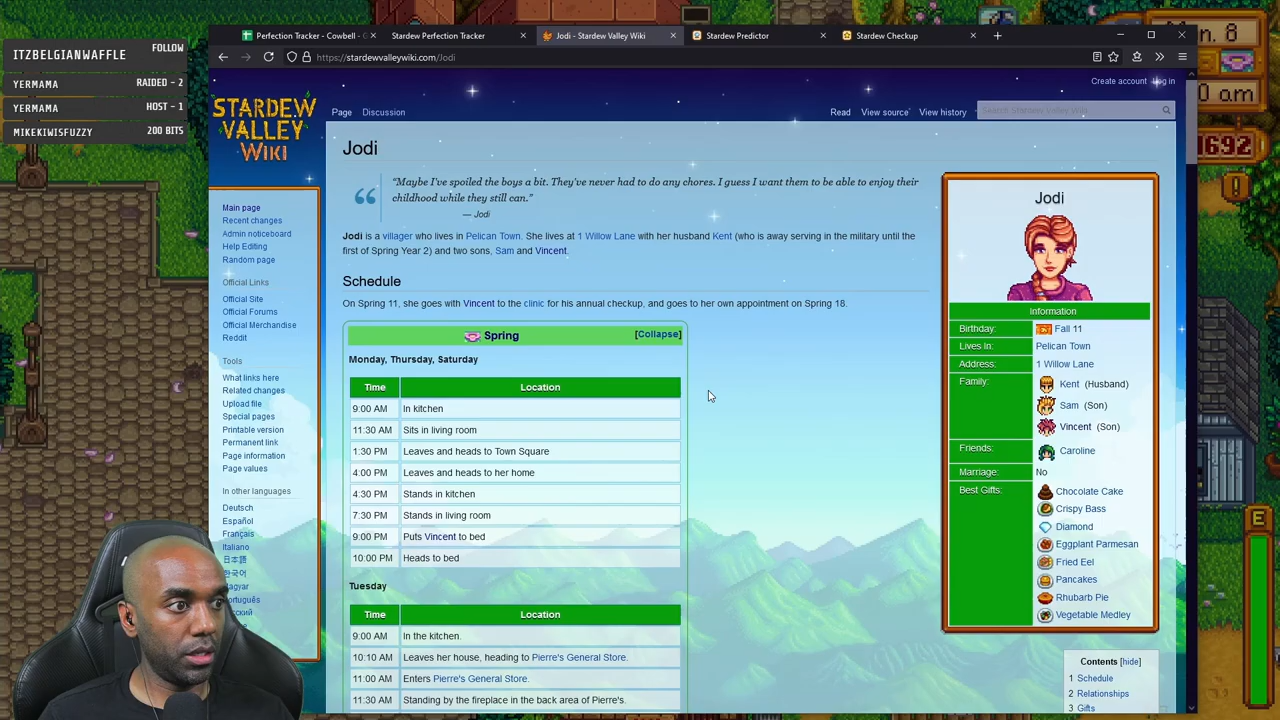 ITZBELGIANWAFFLE FOLLOW
YERMAMA RAIDED - 2
YERMAMA HOST - 1
MIKEKIWISFUZZY 200 BITS
Perfection Tracker - Cowbell -
Stardew Perfection Tracker
Jodi - Stardew Valley Wiki
Stardew Predictor
Stardew Checkup
n. 8
0 am
1692
E
https://stardewvalleywiki.com/Jodi
Create account Log in
STARDEW
VALLEY
WIKI
Page Discussion
Read View source View history Search Stardew Valley Wiki
Main page
Recent changes
Admin noticeboard
Help Editing
Random page
Official Links
Official Site
Official Forums
Official Merchandise
Reddit
Tools
What links here
Related changes
Upload file
Special pages
Printable version
Permanent link
Page information
Page values
In other languages
Deutsch
Español
Français
Italiano
日本語
한국어
Magyar
Portugues
Русский
Jodi
“Maybe I've spoiled the boys a bit. They've never had to do any chores. I guess I want them to be able to enjoy their
childhood while they still can.”
— Jodi
Jodi is a villager who lives in Pelican Town. She lives at 1 Willow Lane with her husband Kent (who is away serving in the military until the
first of Spring Year 2) and two sons, Sam and Vincent.
Schedule
On Spring 11, she goes with Vincent to the clinic for his annual checkup, and goes to her own appointment on Spring 18.
Spring [Collapse]
Monday, Thursday, Saturday
Time Location
9:00 AM In kitchen
11:30 AM Sits in living room
1:30 PM Leaves and heads to Town Square
4:00 PM Leaves and heads to her home
4:30 PM Stands in kitchen
7:30 PM Stands in living room
9:00 PM Puts Vincent to bed
10:00 PM Heads to bed
Tuesday
Time Location
9:00 AM In the kitchen.
10:10 AM Leaves her house, heading to Pierre's General Store.
11:00 AM Enters Pierre's General Store.
11:30 AM Standing by the fireplace in the back area of Pierre's.
Jodi
Information
Birthday: Fall 11
Lives In: Pelican Town
Address: 1 Willow Lane
Family: Kent (Husband)
Sam (Son)
Vincent (Son)
Friends: Caroline
Marriage: No
Best Gifts: Chocolate Cake
Crispy Bass
Diamond
Eggplant Parmesan
Fried Eel
Pancakes
Rhubarb Pie
Vegetable Medley
Contents [hide]
1 Schedule
2 Relationships
3 Gifts